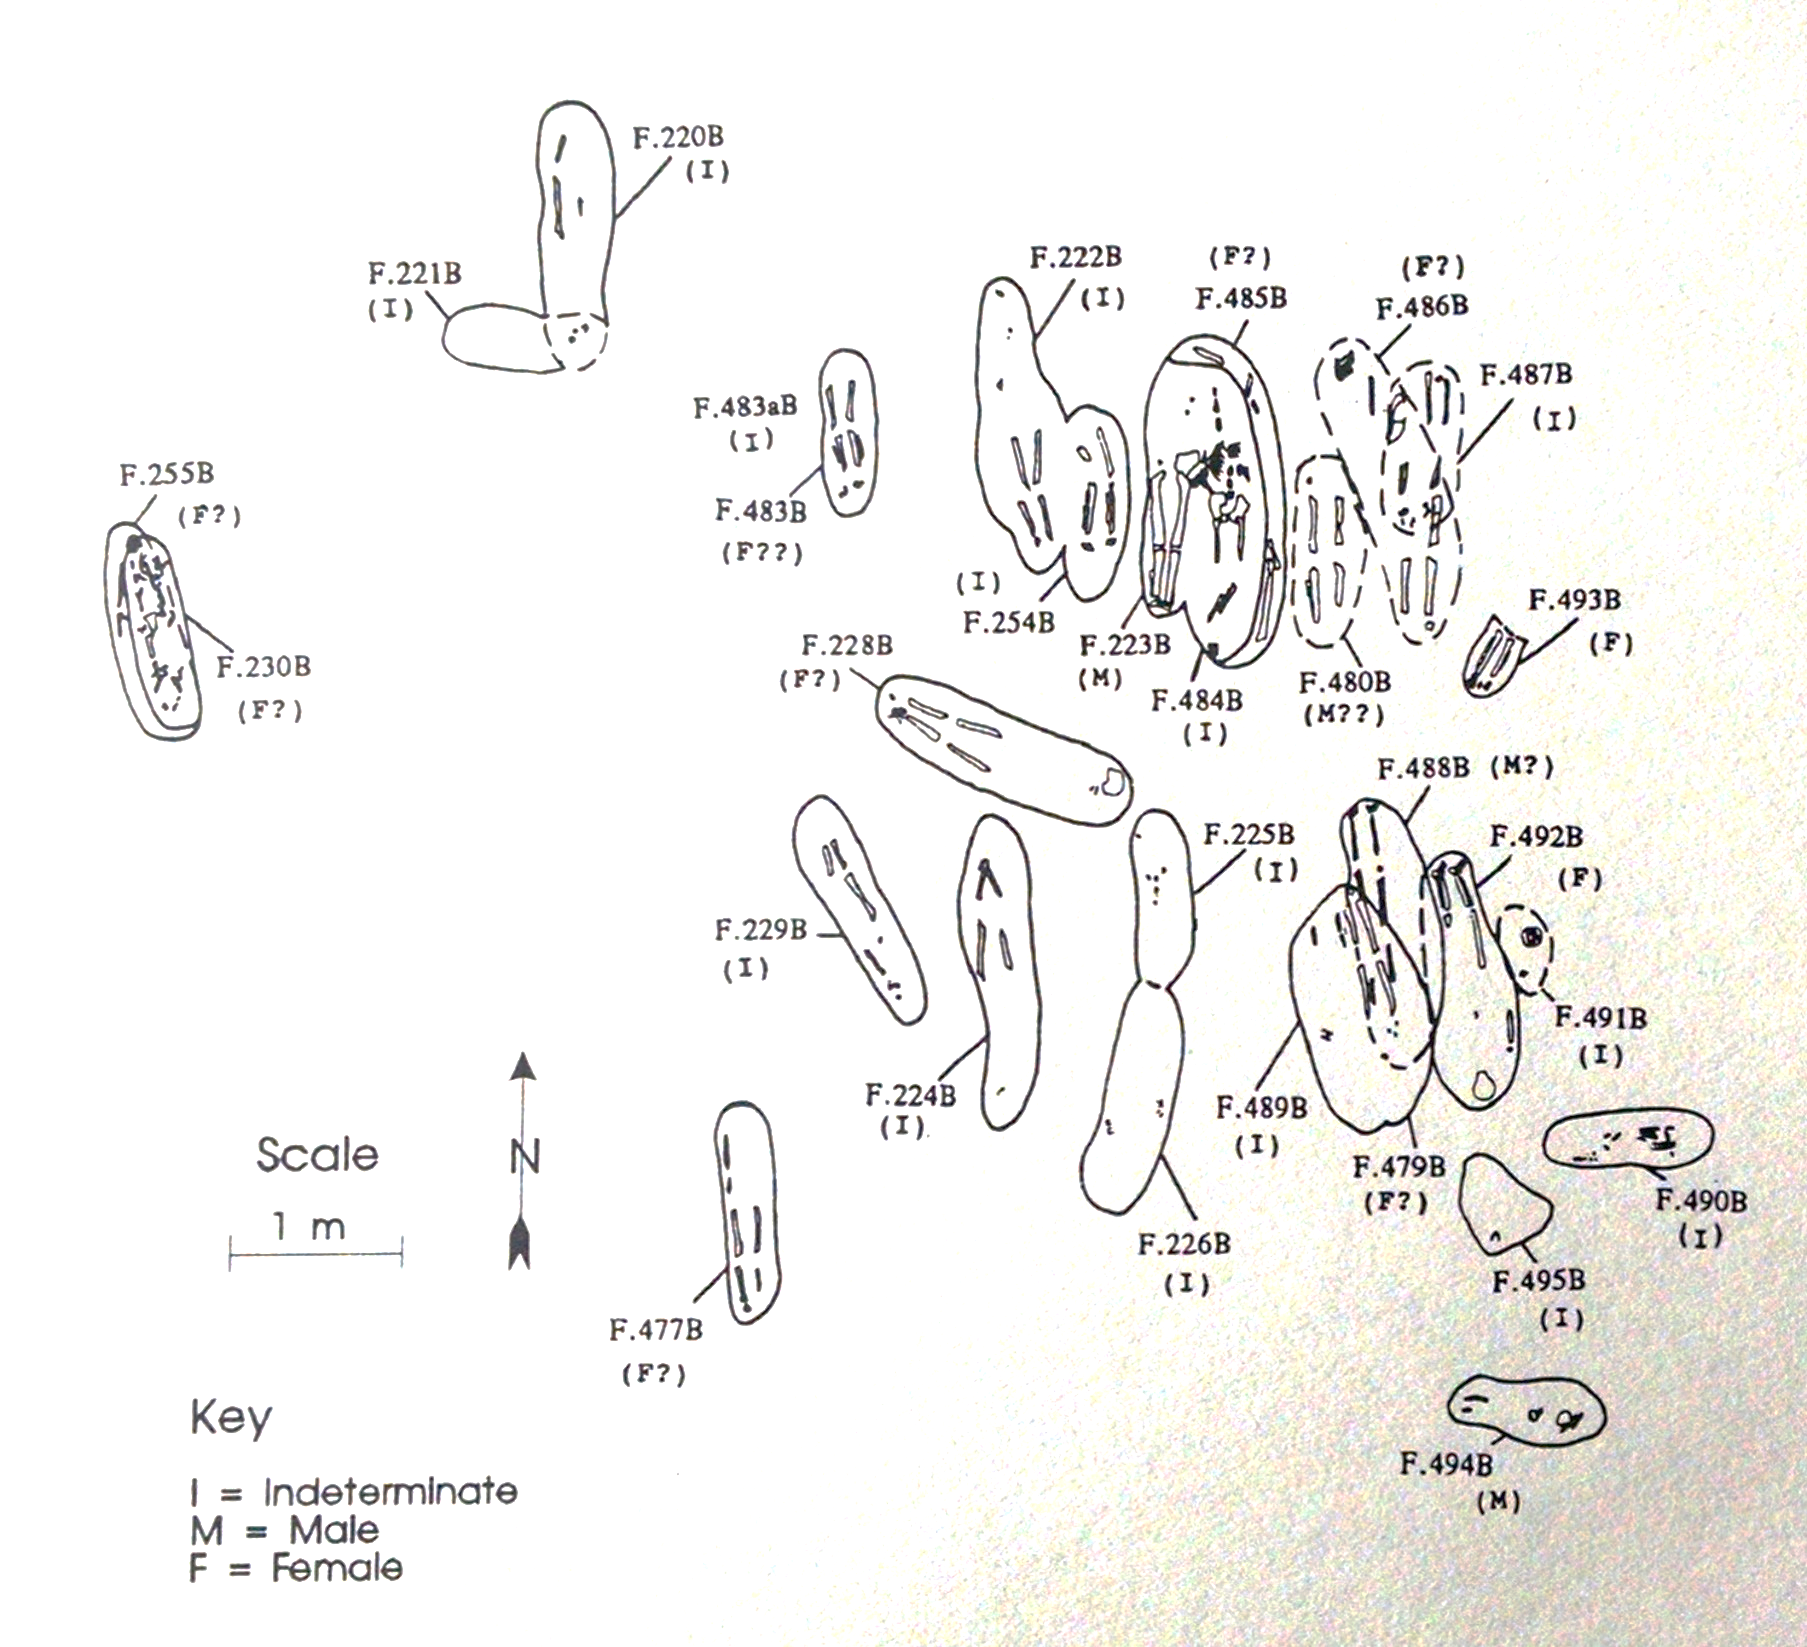 F.220B
(I)
F.221B
(I)
F.222B
(I)
(F?)
F.485B
(F?)
F.486B
F.487B
(I)
F.483aB
(I)
F.483B
(F??)
F.255B
(F?)
F.230B
(F?)
(I)
F.254B
F.223B
(M)
F.484B
(I)
F.480B
(M??)
F.493B
(F)
F.228B
(F?)
F.488B (M?)
F.492B
(F)
F.225B
(I)
F.229B
(I)
F.491B
(I)
F.224B
(I)
F.489B
(I)
F.479B
(F?)
F.490B
(I)
F.226B
(I)
F.495B
(I)
Scale
1 m
N
F.477B
(F?)
F.494B
(M)
Key
I = Indeterminate
M = Male
F = Female